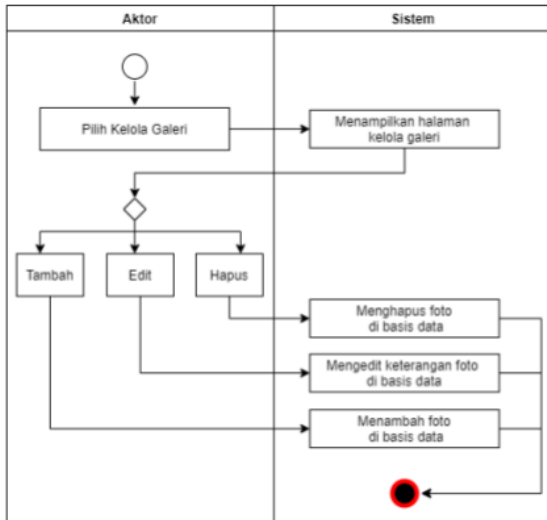 Aktor
Sistem
Pilih Kelola Galeri
Menampilkan halaman
kelola galeri
Tambah
Edit
Hapus
Menghapus foto
di basis data
Mengedit keterangan foto
di basis data
Menambah foto
di basis data